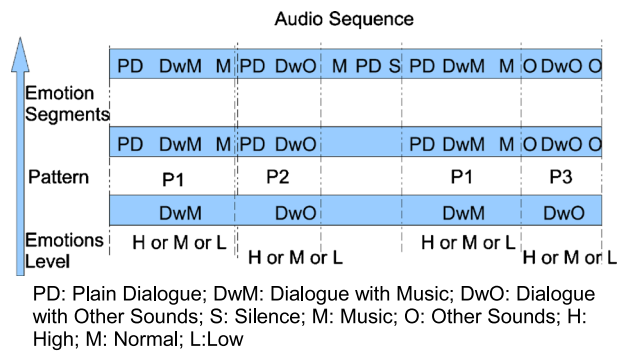 Audio Sequence
PD DwM M PD DwO M PD S PD DwM M O DwO O
Emotion
Segments
PD DwM M PD DwO PD DwM M O DwO O
Pattern P1 P2 P1 P3
DwM DwO DwM DwO
Emotions
Level
H or M or L H or M or L H or M or L H or M or L
PD: Plain Dialogue; DwM: Dialogue with Music; DwO: Dialogue
with Other Sounds; S: Silence; M: Music; O: Other Sounds; H:
High; M: Normal; L:Low